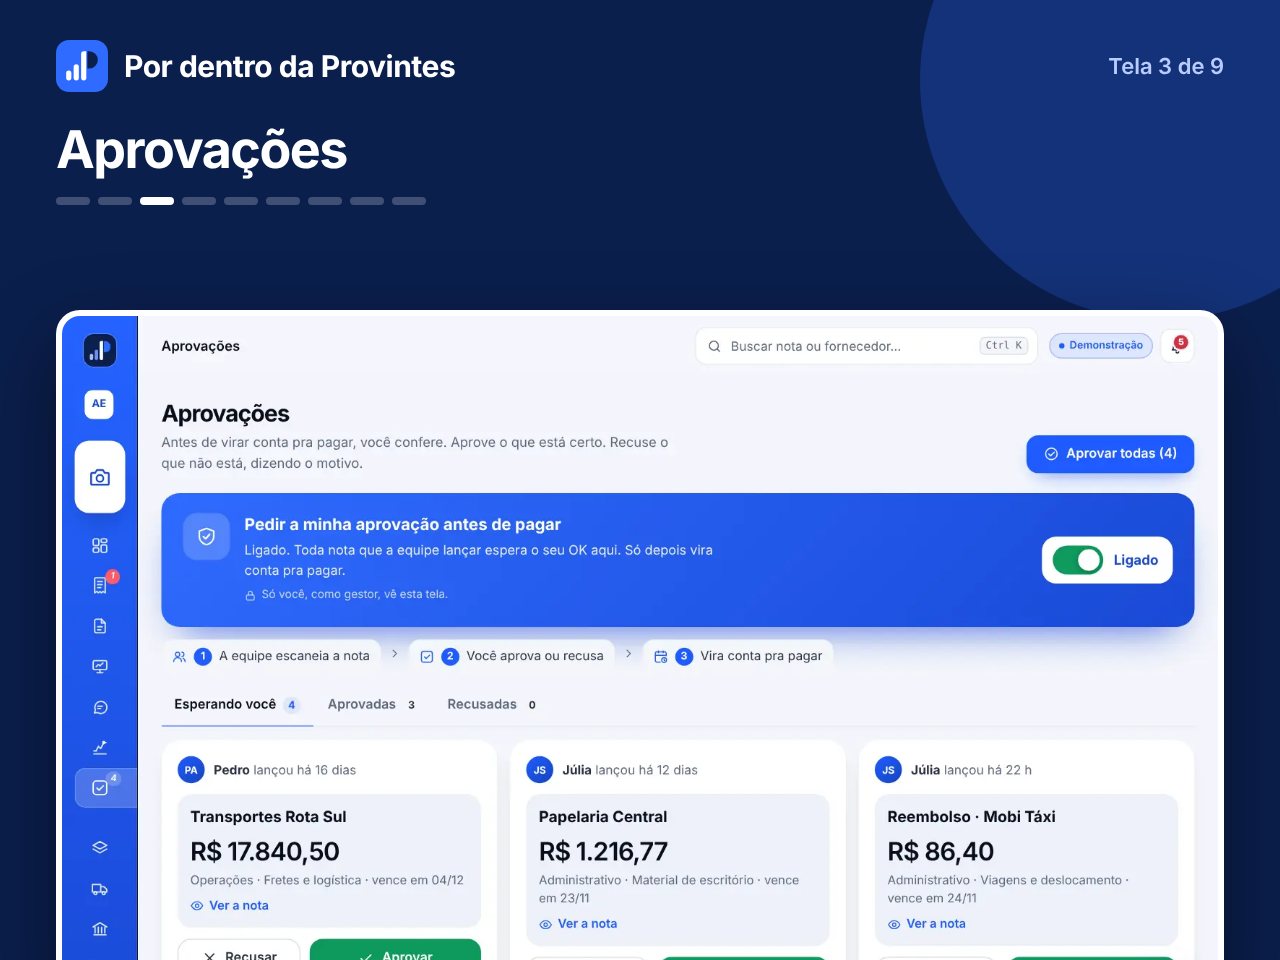 Por dentro da Provintes
Tela 3 de 9
Aprovações
Aprovações
Buscar nota ou fornecedor...
Ctrl K
Demonstração
5
AE
1
4
Aprovações
Antes de virar conta pra pagar, você confere. Aprove o que está certo. Recuse o
que não está, dizendo o motivo.
Aprovar todas (4)
Pedir a minha aprovação antes de pagar
Ligado. Toda nota que a equipe lançar espera o seu OK aqui. Só depois vira
conta pra pagar.
Só você, como gestor, vê esta tela.
Ligado
1 A equipe escaneia a nota
2 Você aprova ou recusa
3 Vira conta pra pagar
Esperando você 4
Aprovadas 3
Recusadas 0
PA Pedro lançou há 16 dias
Transportes Rota Sul
R$ 17.840,50
Operações · Fretes e logística · vence em 04/12
Ver a nota
Recusar
Aprovar
JS Júlia lançou há 12 dias
Papelaria Central
R$ 1.216,77
Administrativo · Material de escritório · vence
em 23/11
Ver a nota
JS Júlia lançou há 22 h
Reembolso · Mobi Táxi
R$ 86,40
Administrativo · Viagens e deslocamento ·
vence em 24/11
Ver a nota